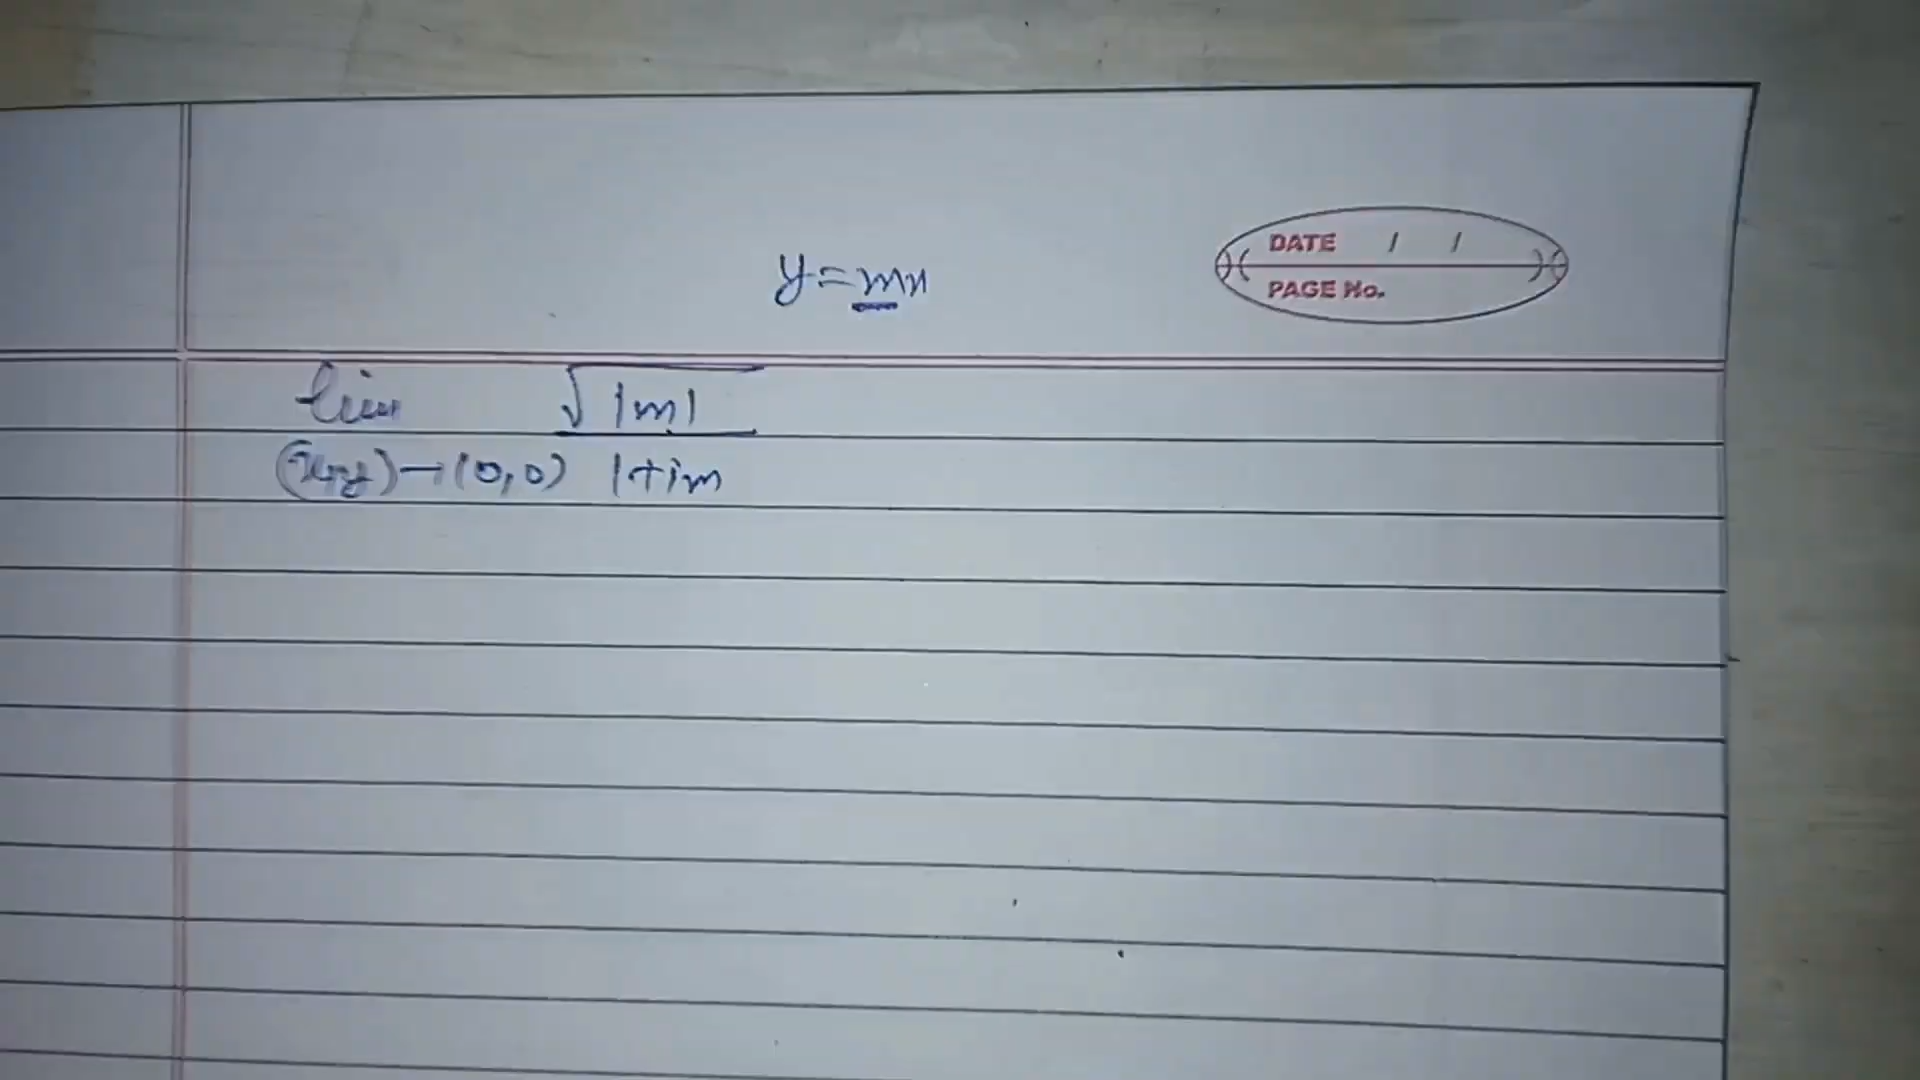 y = mx
DATE / /
PAGE No.
lim √|m|
(x,y)→(0,0) 1+im